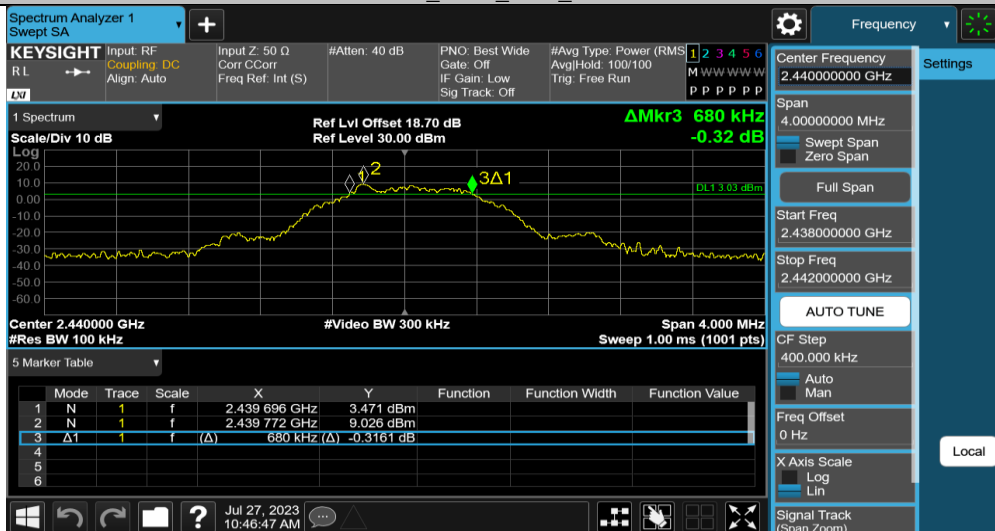 Spectrum Analyzer 1
Swept SA
Frequency
KEYSIGHT
R L
LXI
Input: RF
Coupling: DC
Align: Auto
Input Z: 50 Ω
Corr CCorr
Freq Ref: Int (S)
#Atten: 40 dB
PNO: Best Wide
Gate: Off
IF Gain: Low
Sig Track: Off
#Avg Type: Power (RMS
Avg|Hold: 100/100
Trig: Free Run
1 2 3 4 5 6
M W W W W W
P P P P P P
1 Spectrum
Scale/Div 10 dB
Ref Lvl Offset 18.70 dB
Ref Level 30.00 dBm
ΔMkr3 680 kHz
-0.32 dB
Log
20.0
10.0
0.00
-10.0
-20.0
-30.0
-40.0
-50.0
-60.0
2
3Δ1
DL1 3.03 dBm
Center 2.440000 GHz
#Video BW 300 kHz
Span 4.000 MHz
#Res BW 100 kHz
Sweep 1.00 ms (1001 pts)
5 Marker Table
Mode Trace Scale X Y Function Function Width Function Value
1 N 1 f 2.439 696 GHz 3.471 dBm
2 N 1 f 2.439 772 GHz 9.026 dBm
3 Δ1 1 f (Δ) 680 kHz (Δ) -0.3161 dB
4
5
6
Jul 27, 2023
10:46:47 AM
Center Frequency
2.440000000 GHz
Settings
Span
4.00000000 MHz
Swept Span
Zero Span
Full Span
Start Freq
2.438000000 GHz
Stop Freq
2.442000000 GHz
AUTO TUNE
CF Step
400.000 kHz
Auto
Man
Freq Offset
0 Hz
X Axis Scale
Log
Lin
Local
Signal Track
(Span Zoom)